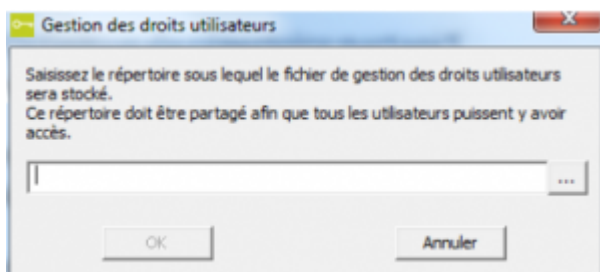 Gestion des droits utilisateurs
Saisissez le répertoire sous lequel le fichier de gestion des droits utilisateurs
sera stocké.
Ce répertoire doit être partagé afin que tous les utilisateurs puissent y avoir
accès.
...
OK
Annuler